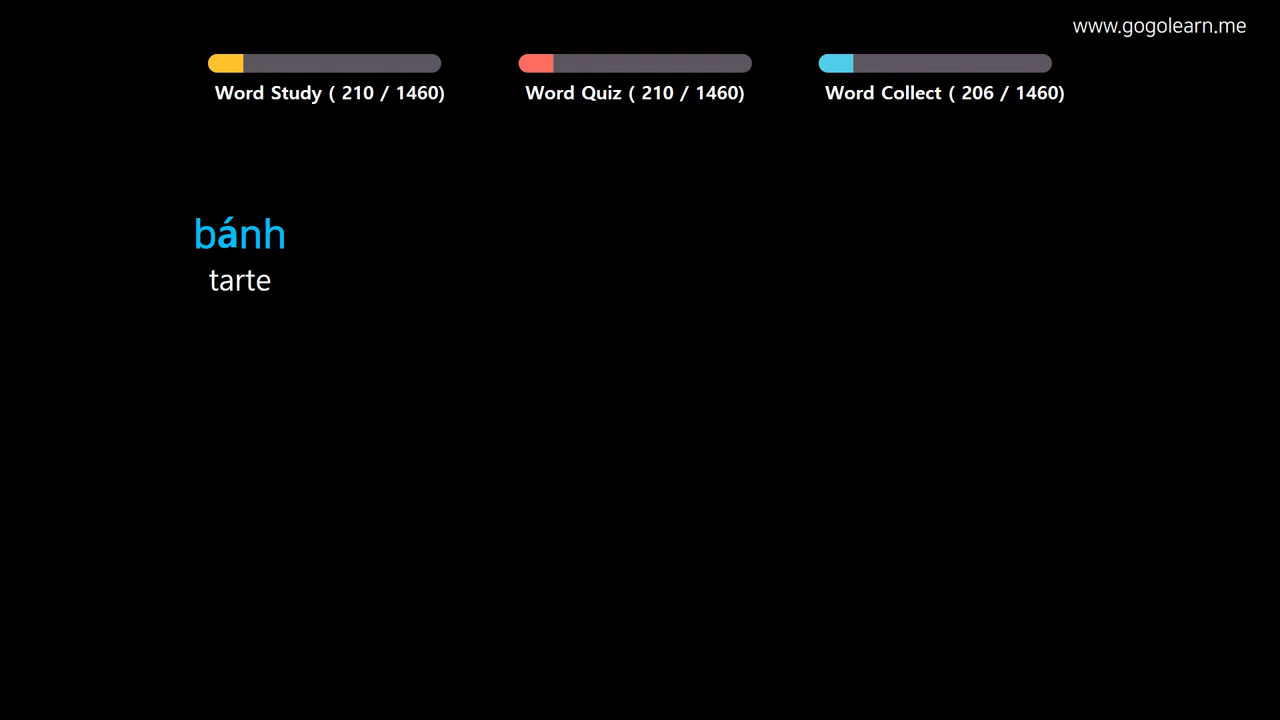 www.gogolearn.me
Word Study ( 210 / 1460)
Word Quiz ( 210 / 1460)
Word Collect ( 206 / 1460)
bánh
tarte